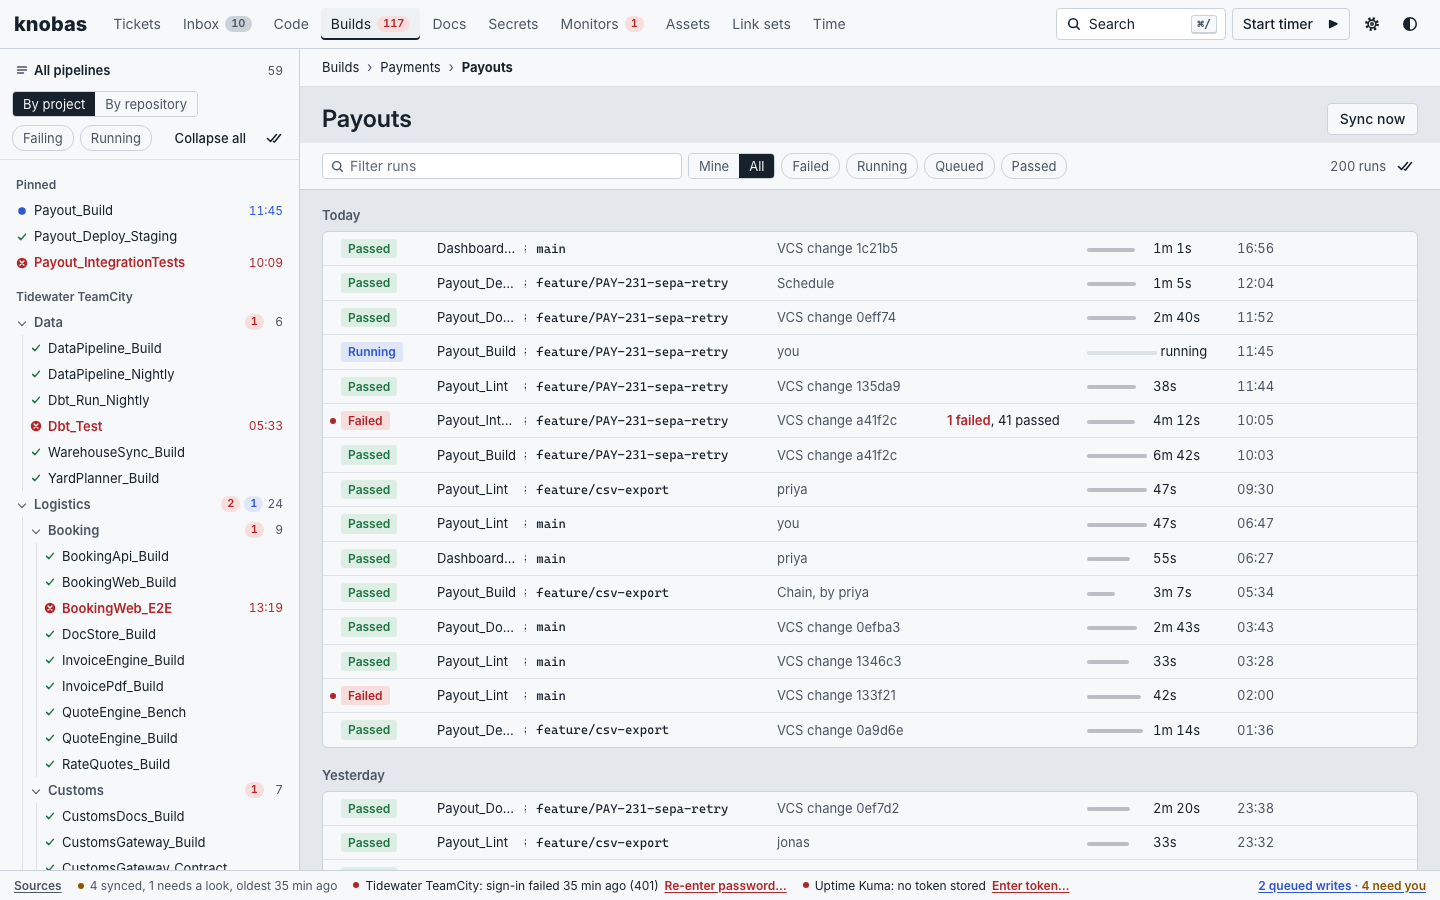 knobas Tickets Inbox 10 Code Builds 117 Docs Secrets Monitors 1 Assets Link sets Time Search ⌘/ Start timer
All pipelines 59
By project By repository
Failing Running Collapse all
Pinned
Payout_Build 11:45
Payout_Deploy_Staging
Payout_IntegrationTests 10:09
Tidewater TeamCity
Data 1 6
DataPipeline_Build
DataPipeline_Nightly
Dbt_Run_Nightly
Dbt_Test 05:33
WarehouseSync_Build
YardPlanner_Build
Logistics 2 1 24
Booking 1 9
BookingApi_Build
BookingWeb_Build
BookingWeb_E2E 13:19
DocStore_Build
InvoiceEngine_Build
InvoicePdf_Build
QuoteEngine_Bench
QuoteEngine_Build
RateQuotes_Build
Customs 1 7
CustomsDocs_Build
CustomsGateway_Build
CustomsGateway_Contract
Builds › Payments › Payouts
Payouts Sync now
Filter runs Mine All Failed Running Queued Passed 200 runs
Today
Passed Dashboard... main VCS change 1c21b5 1m 1s 16:56
Passed Payout_De... feature/PAY-231-sepa-retry Schedule 1m 5s 12:04
Passed Payout_Do... feature/PAY-231-sepa-retry VCS change 0eff74 2m 40s 11:52
Running Payout_Build feature/PAY-231-sepa-retry you running 11:45
Passed Payout_Lint feature/PAY-231-sepa-retry VCS change 135da9 38s 11:44
Failed Payout_Int... feature/PAY-231-sepa-retry VCS change a41f2c 1 failed, 41 passed 4m 12s 10:05
Passed Payout_Build feature/PAY-231-sepa-retry VCS change a41f2c 6m 42s 10:03
Passed Payout_Lint feature/csv-export priya 47s 09:30
Passed Payout_Lint main you 47s 06:47
Passed Dashboard... main priya 55s 06:27
Passed Payout_Build feature/csv-export Chain, by priya 3m 7s 05:34
Passed Payout_Do... main VCS change 0efba3 2m 43s 03:43
Passed Payout_Lint main VCS change 1346c3 33s 03:28
Failed Payout_Lint main VCS change 133f21 42s 02:00
Passed Payout_De... feature/csv-export VCS change 0a9d6e 1m 14s 01:36
Yesterday
Passed Payout_Do... feature/PAY-231-sepa-retry VCS change 0ef7d2 2m 20s 23:38
Passed Payout_Lint feature/csv-export jonas 33s 23:32
Sources 4 synced, 1 needs a look, oldest 35 min ago Tidewater TeamCity: sign-in failed 35 min ago (401) Re-enter password... Uptime Kuma: no token stored Enter token... 2 queued writes · 4 need you